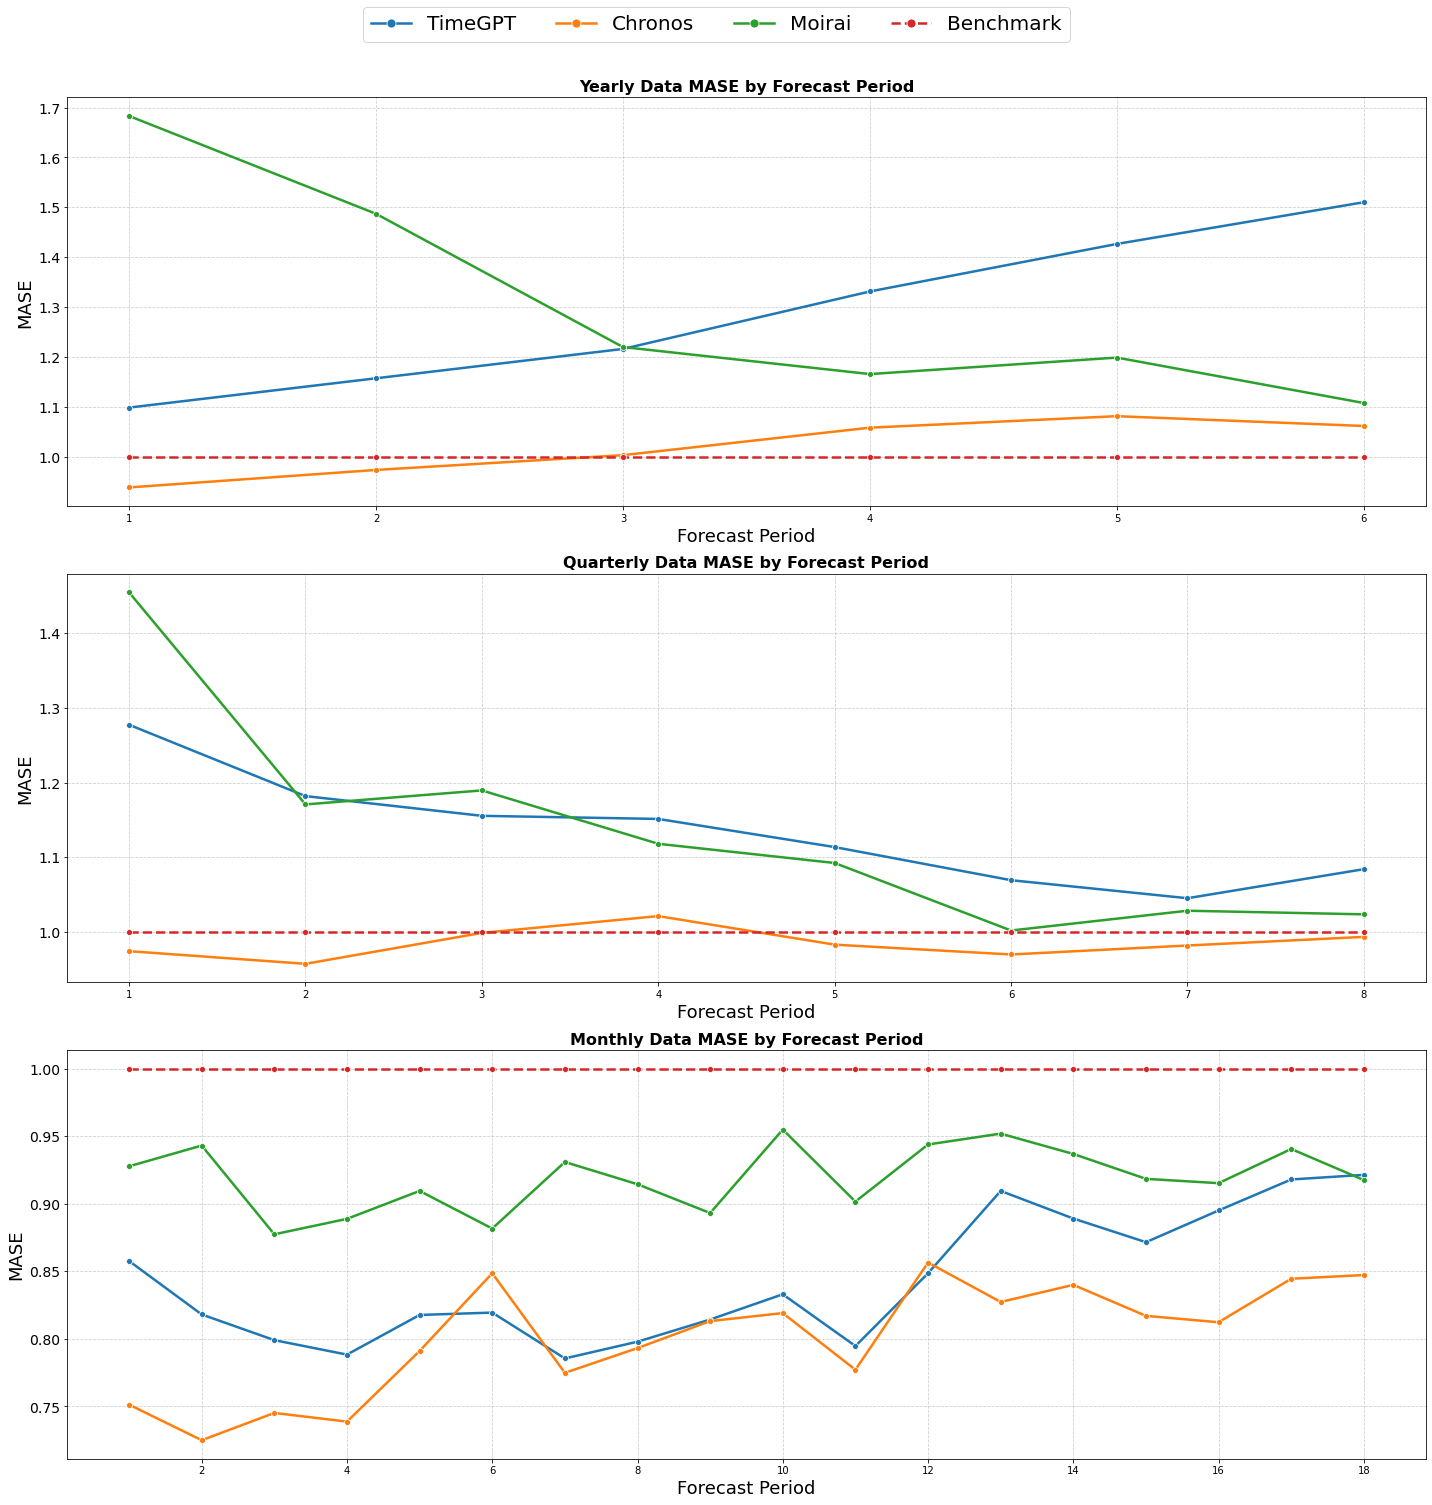 TimeGPT Chronos Moirai Benchmark
Yearly Data MASE by Forecast Period
1.7
1.6
1.5
1.4
1.3
1.2
1.1
1.0
MASE
1 2 3 4 5 6
Forecast Period
Quarterly Data MASE by Forecast Period
1.4
1.3
1.2
1.1
1.0
MASE
1 2 3 4 5 6 7 8
Forecast Period
Monthly Data MASE by Forecast Period
1.00
0.95
0.90
0.85
0.80
0.75
MASE
2 4 6 8 10 12 14 16 18
Forecast Period